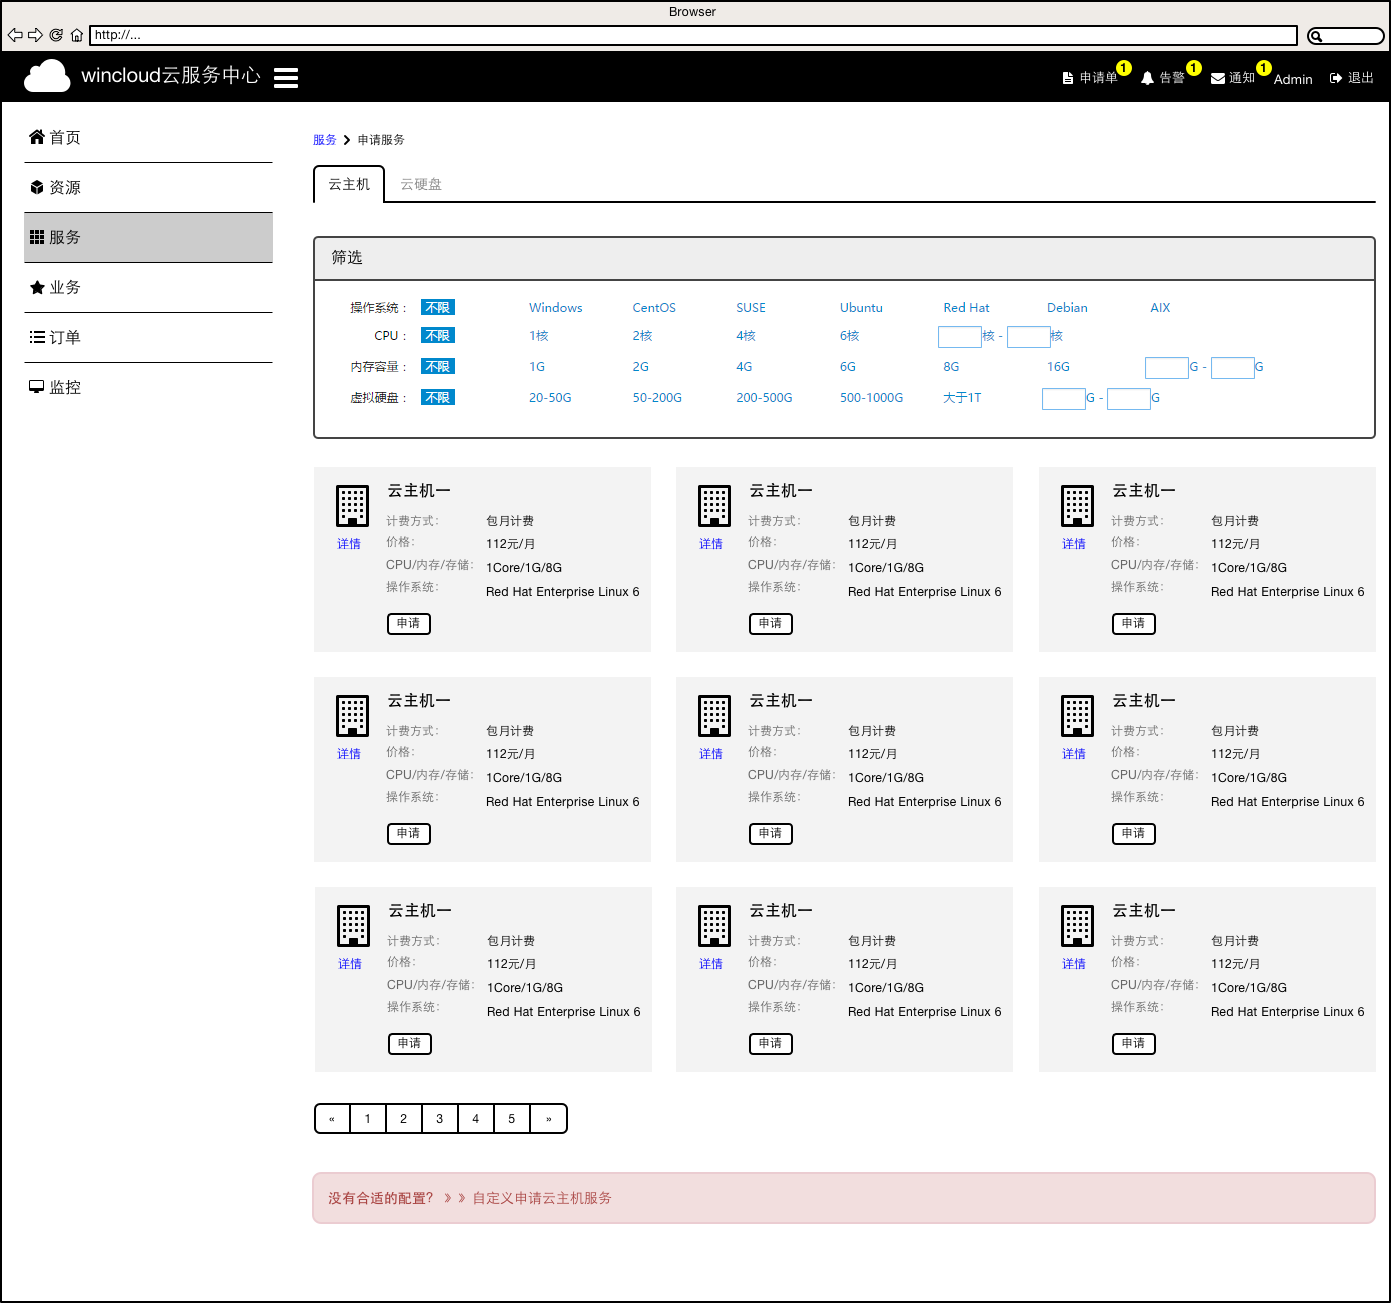 Browser
http://...
wincloud云服务中心
申请单 1 告警 1 通知 1 Admin 退出
首页
资源
服务
业务
订单
监控
服务 申请服务
云主机 云硬盘
筛选
操作系统： 不限 Windows CentOS SUSE Ubuntu Red Hat Debian AIX
CPU： 不限 1核 2核 4核 6核 核 - 核
内存容量： 不限 1G 2G 4G 6G 8G 16G G - G
虚拟硬盘： 不限 20-50G 50-200G 200-500G 500-1000G 大于1T G - G
云主机一
计费方式： 包月计费
详情
价格： 112元/月
CPU/内存/存储： 1Core/1G/8G
操作系统： Red Hat Enterprise Linux 6
申请
云主机一
计费方式： 包月计费
详情
价格： 112元/月
CPU/内存/存储： 1Core/1G/8G
操作系统： Red Hat Enterprise Linux 6
申请
云主机一
计费方式： 包月计费
详情
价格： 112元/月
CPU/内存/存储： 1Core/1G/8G
操作系统： Red Hat Enterprise Linux 6
申请
云主机一
计费方式： 包月计费
详情
价格： 112元/月
CPU/内存/存储： 1Core/1G/8G
操作系统： Red Hat Enterprise Linux 6
申请
云主机一
计费方式： 包月计费
详情
价格： 112元/月
CPU/内存/存储： 1Core/1G/8G
操作系统： Red Hat Enterprise Linux 6
申请
云主机一
计费方式： 包月计费
详情
价格： 112元/月
CPU/内存/存储： 1Core/1G/8G
操作系统： Red Hat Enterprise Linux 6
申请
云主机一
计费方式： 包月计费
详情
价格： 112元/月
CPU/内存/存储： 1Core/1G/8G
操作系统： Red Hat Enterprise Linux 6
申请
云主机一
计费方式： 包月计费
详情
价格： 112元/月
CPU/内存/存储： 1Core/1G/8G
操作系统： Red Hat Enterprise Linux 6
申请
云主机一
计费方式： 包月计费
详情
价格： 112元/月
CPU/内存/存储： 1Core/1G/8G
操作系统： Red Hat Enterprise Linux 6
申请
« 1 2 3 4 5 »
没有合适的配置？ 》》自定义申请云主机服务